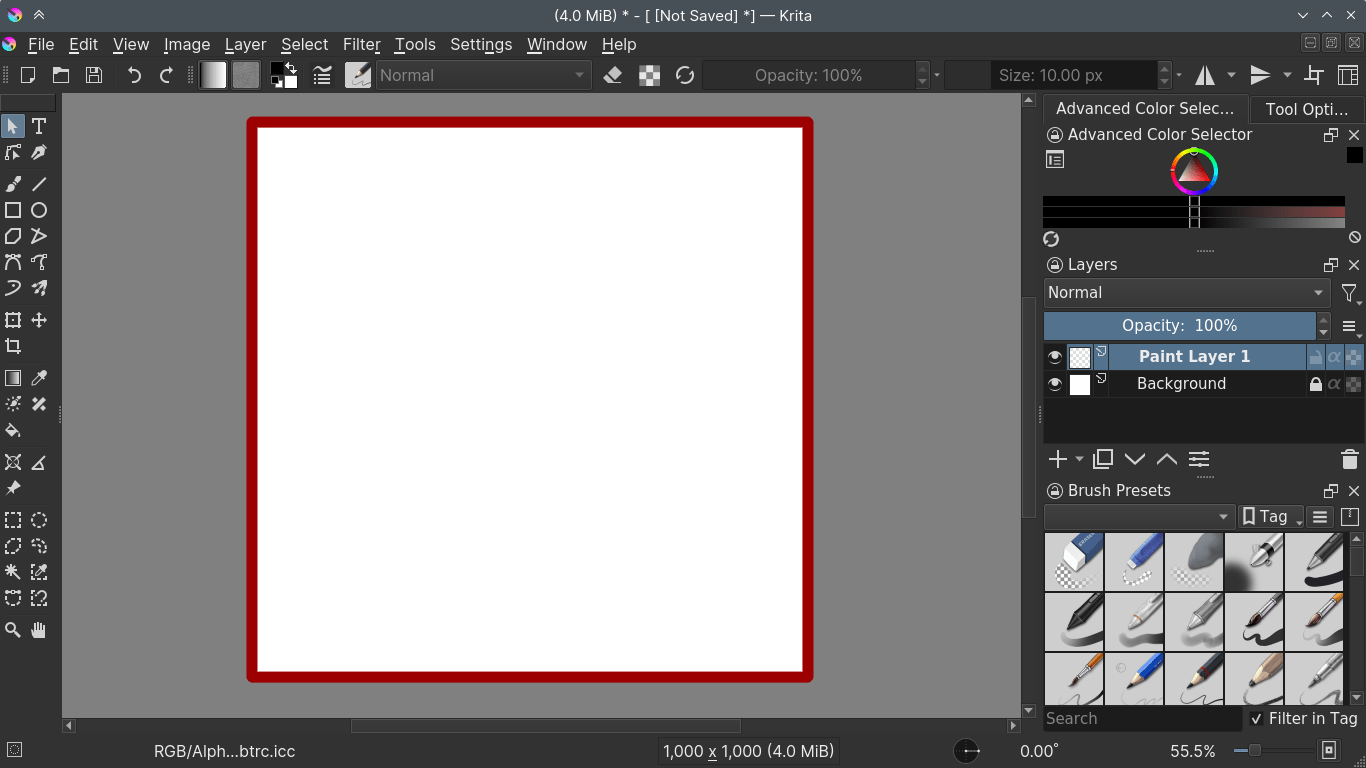 (4.0 MiB) * - [ [Not Saved] *] — Krita
File Edit View Image Layer Select Filter Tools Settings Window Help
Normal
Opacity: 100%
Size: 10.00 px
Advanced Color Selec...
Tool Opti...
Advanced Color Selector
Layers
Normal
Opacity: 100%
Paint Layer 1
Background
Brush Presets
Tag
Search
Filter in Tag
RGB/Alph...btrc.icc
1,000 x 1,000 (4.0 MiB)
0.00°
55.5%